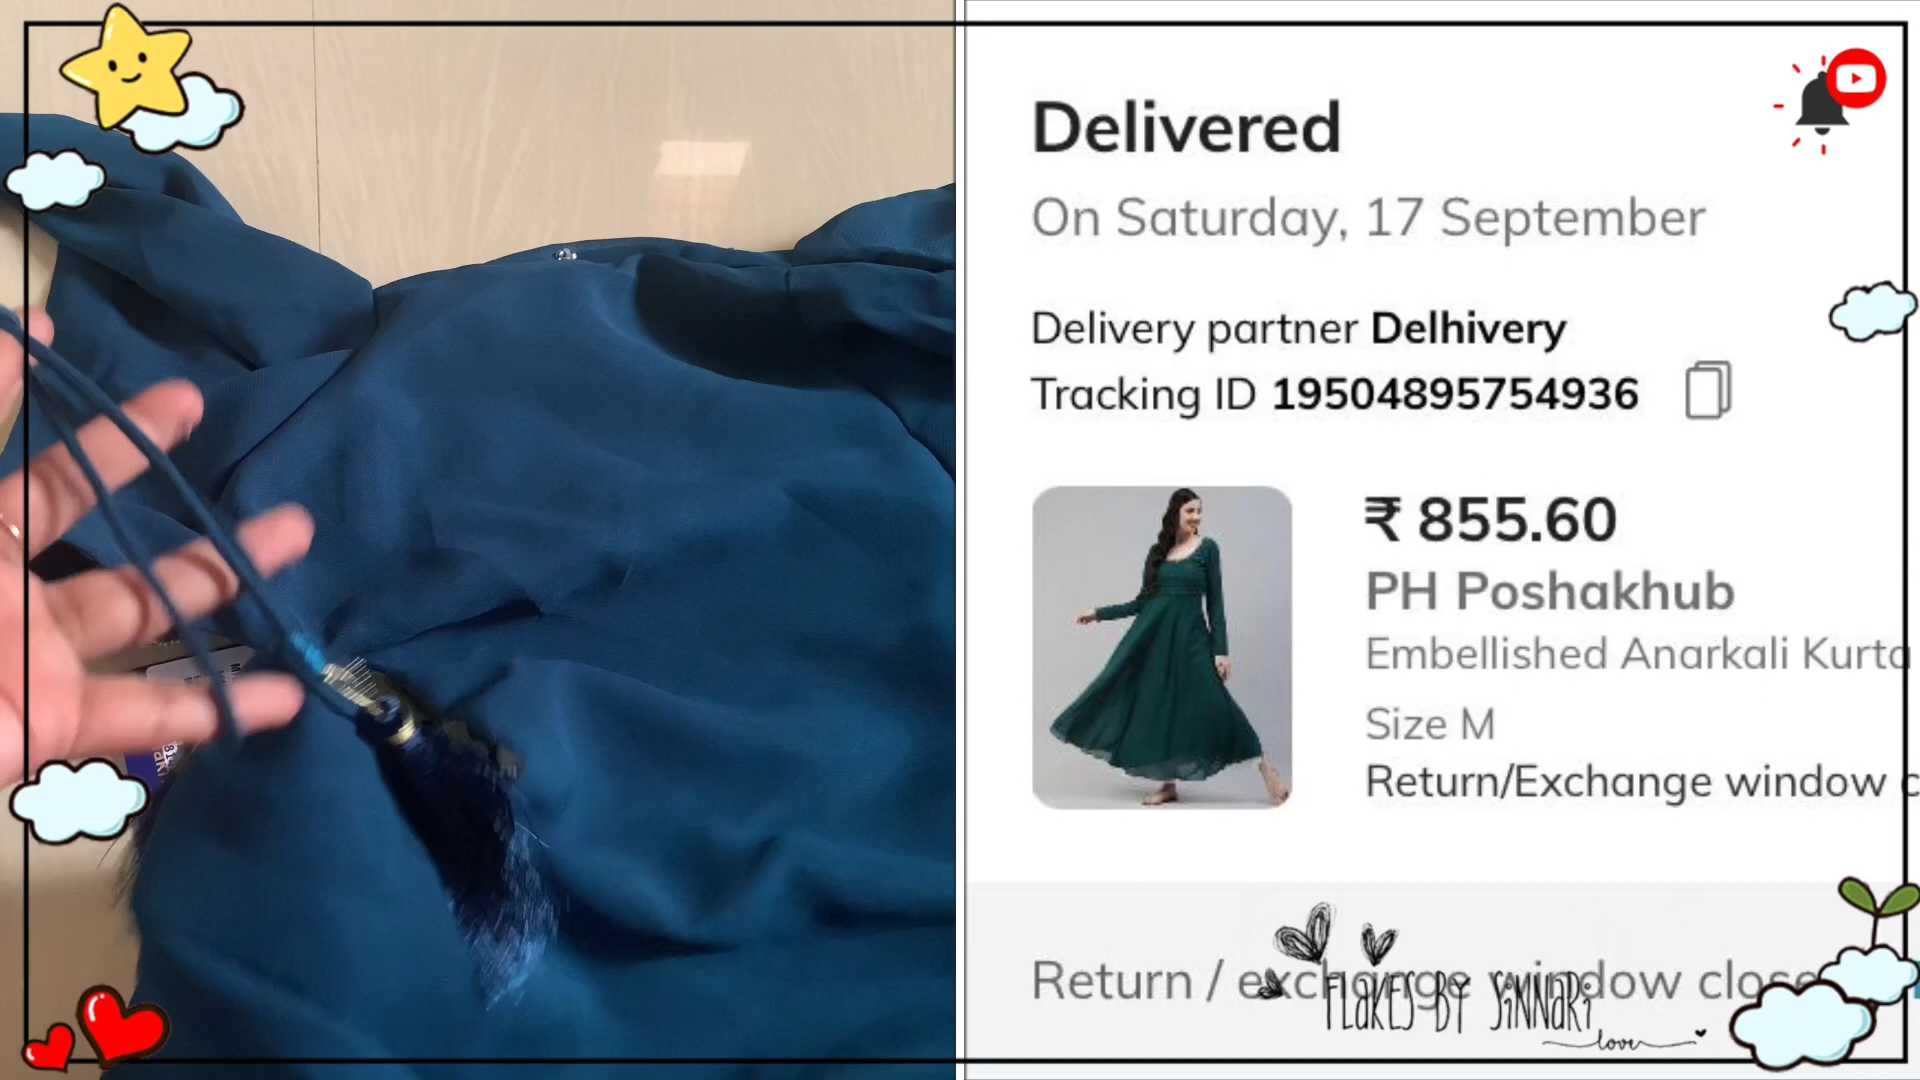 Delivered
On Saturday, 17 September
Delivery partner Delhivery
Tracking ID 19504895754936
₹ 855.60
PH Poshakhub
Embellished Anarkali Kurta
Size M
Return/Exchange window c
Return / exchange window close
FLaKES BY SiNNaRi
love